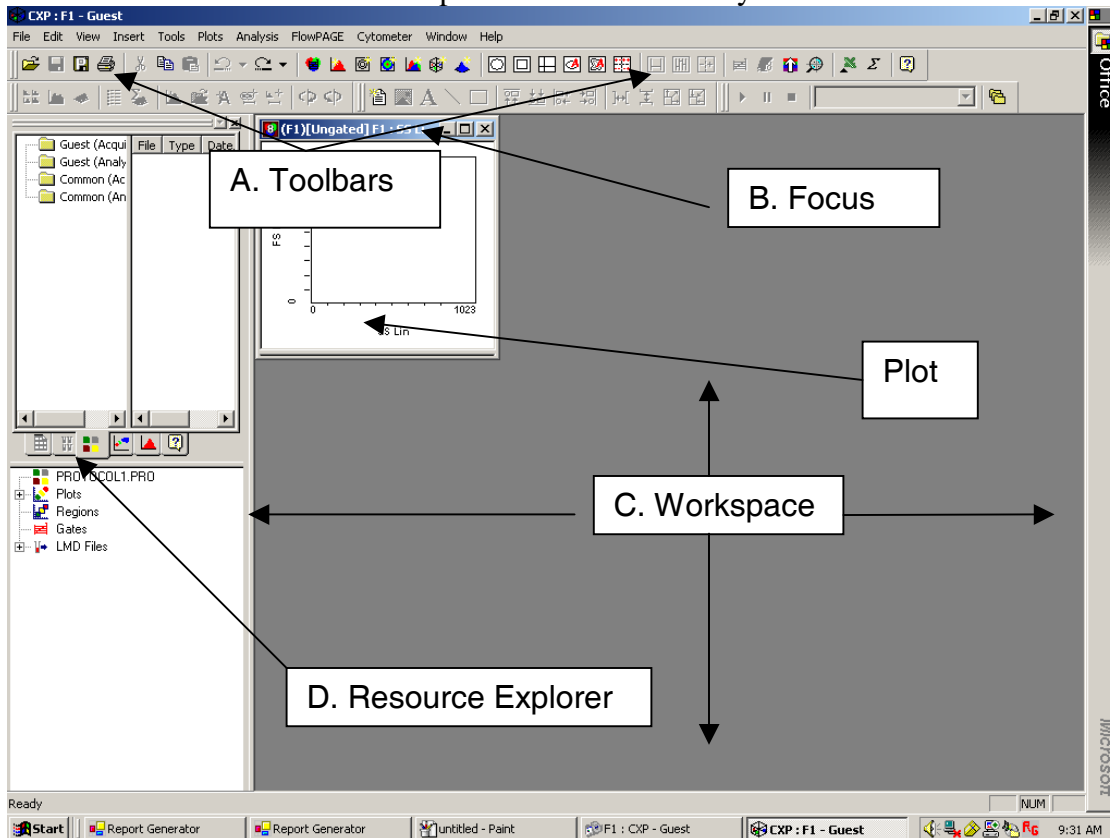 CXP : F1 - Guest
File Edit View Insert Tools Plots Analysis FlowPAGE Cytometer Window Help
Office
Guest (Acqui
Guest (Analy
Common (Ac
Common (An
File Type Date
(F1)[Ungated] F1 : SS
A. Toolbars
B. Focus
FS
0
0 1023
SS Lin
Plot
PROTOCOL1.PRO
Plots
Regions
Gates
LMD Files
C. Workspace
D. Resource Explorer
Microsoft
Ready
NUM
Start Report Generator Report Generator untitled - Paint F1 : CXP - Guest CXP : F1 - Guest 9:31 AM